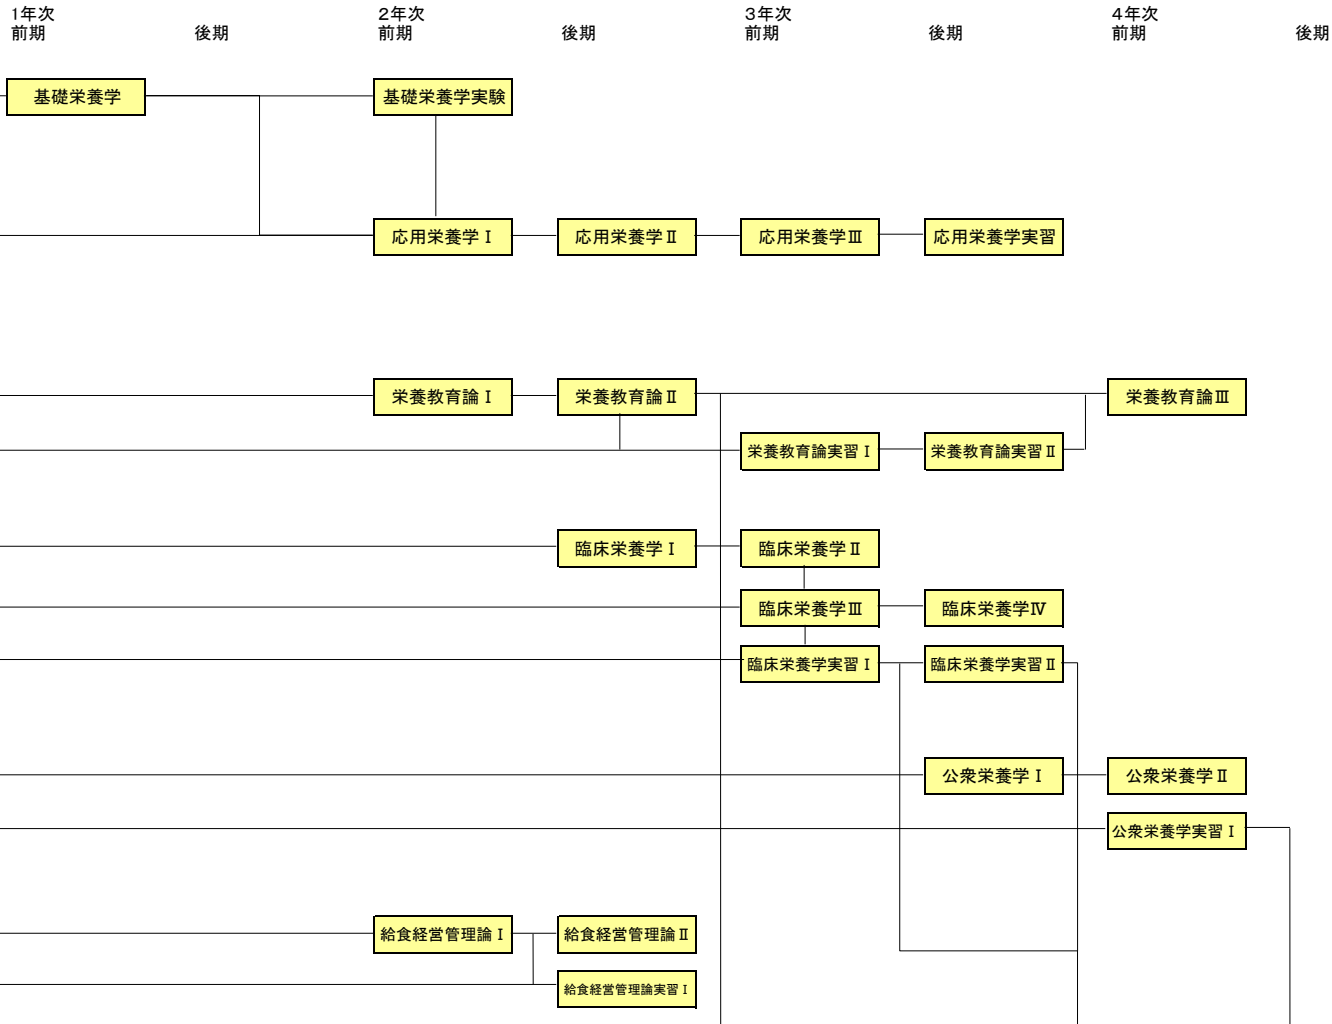 1年次 2年次 3年次 4年次
前期 後期 前期 後期 前期 後期 前期 後期
基礎栄養学 基礎栄養学実験
応用栄養学Ⅰ 応用栄養学Ⅱ 応用栄養学Ⅲ 応用栄養学実習
栄養教育論Ⅰ 栄養教育論Ⅱ 栄養教育論Ⅲ
栄養教育論実習Ⅰ 栄養教育論実習Ⅱ
臨床栄養学Ⅰ 臨床栄養学Ⅱ
臨床栄養学Ⅲ 臨床栄養学Ⅳ
臨床栄養学実習Ⅰ 臨床栄養学実習Ⅱ
公衆栄養学Ⅰ 公衆栄養学Ⅱ
公衆栄養学実習Ⅰ
給食経営管理論Ⅰ 給食経営管理論Ⅱ
給食経営管理論実習Ⅰ